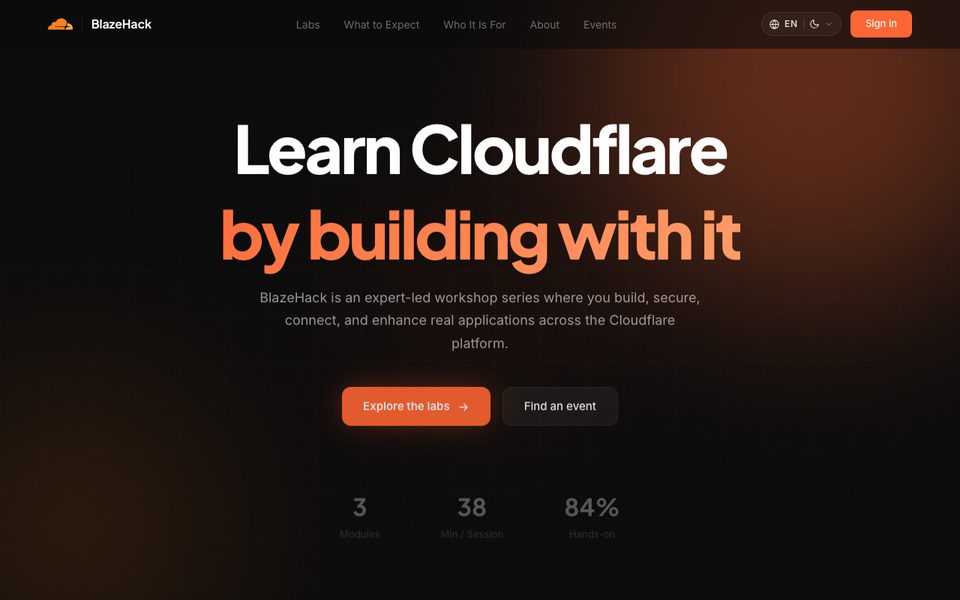 BlazeHack
Labs
What to Expect
Who It Is For
About
Events
EN
Sign in
Learn Cloudflare
by building with it
BlazeHack is an expert-led workshop series where you build, secure,
connect, and enhance real applications across the Cloudflare
platform.
Explore the labs →
Find an event
3
Modules
38
Min / Session
84%
Hands-on